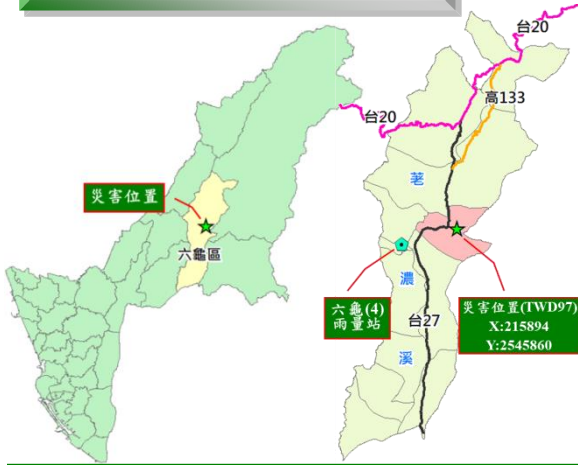 台20
台20
高133
災害位置
荖
六龜區
濃
六龜(4)
雨量站
災害位置(TWD97)
X:215894
Y:2545860
台27
溪